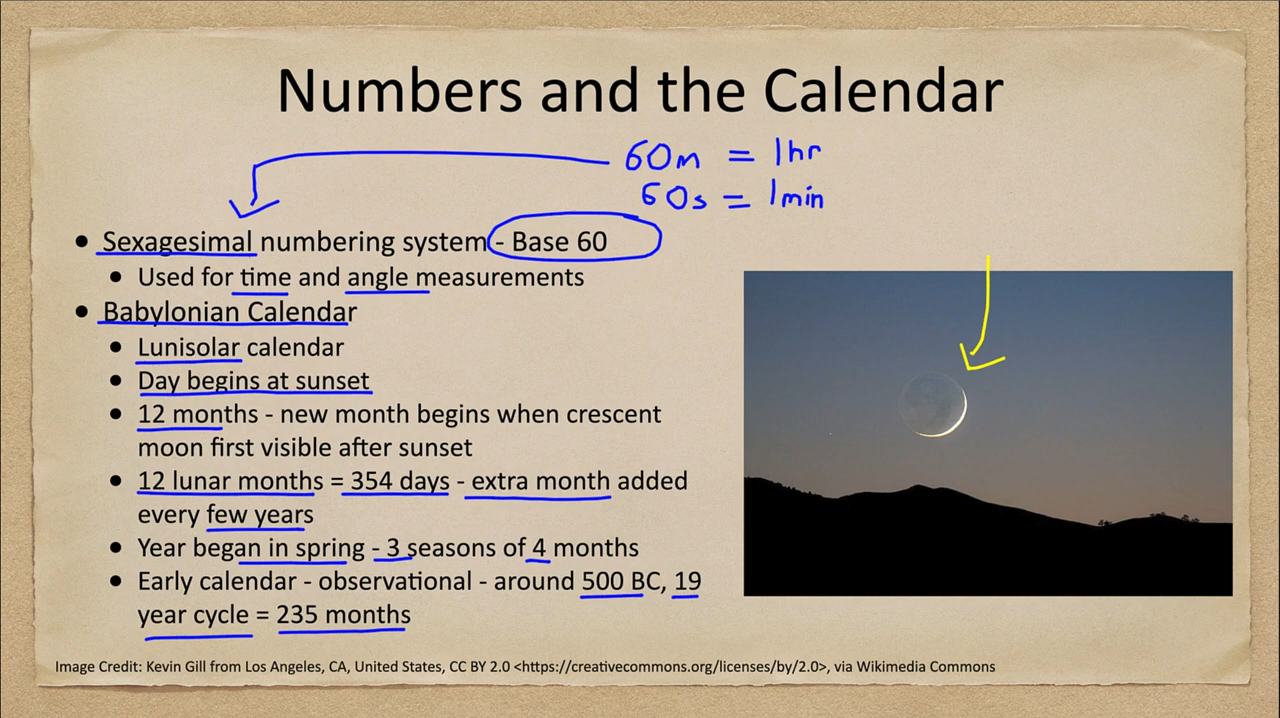 Numbers and the Calendar
60m = 1hr
60s = 1min
• Sexagesimal numbering system - Base 60
• Used for time and angle measurements
• Babylonian Calendar
• Lunisolar calendar
• Day begins at sunset
• 12 months - new month begins when crescent
moon first visible after sunset
• 12 lunar months = 354 days - extra month added
every few years
• Year began in spring - 3 seasons of 4 months
• Early calendar - observational - around 500 BC, 19
year cycle = 235 months
Image Credit: Kevin Gill from Los Angeles, CA, United States, CC BY 2.0 <https://creativecommons.org/licenses/by/2.0>, via Wikimedia Commons